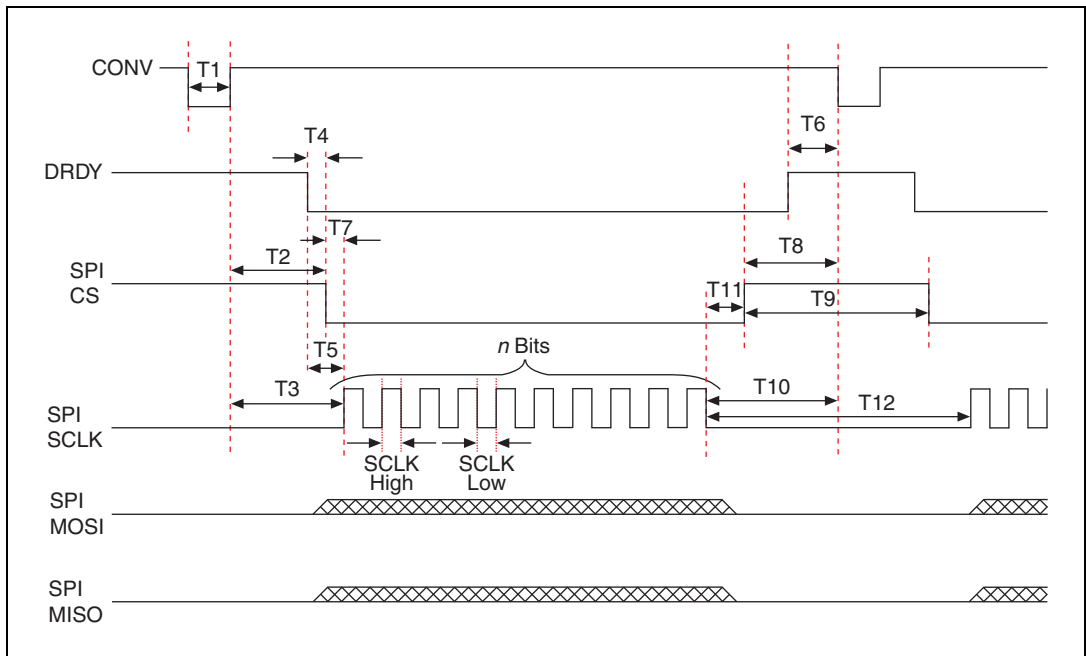 CONV
T1
T6
T4
DRDY
T7
T2
T8
SPI
CS
T11
T9
T5
n Bits
T3
T10
T12
SPI
SCLK
SCLK
High
SCLK
Low
SPI
MOSI
SPI
MISO